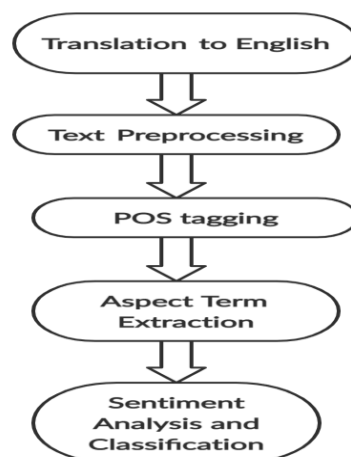 Translation to English
Text Preprocessing
POS tagging
Aspect Term
Extraction
Sentiment
Analysis and
Classification